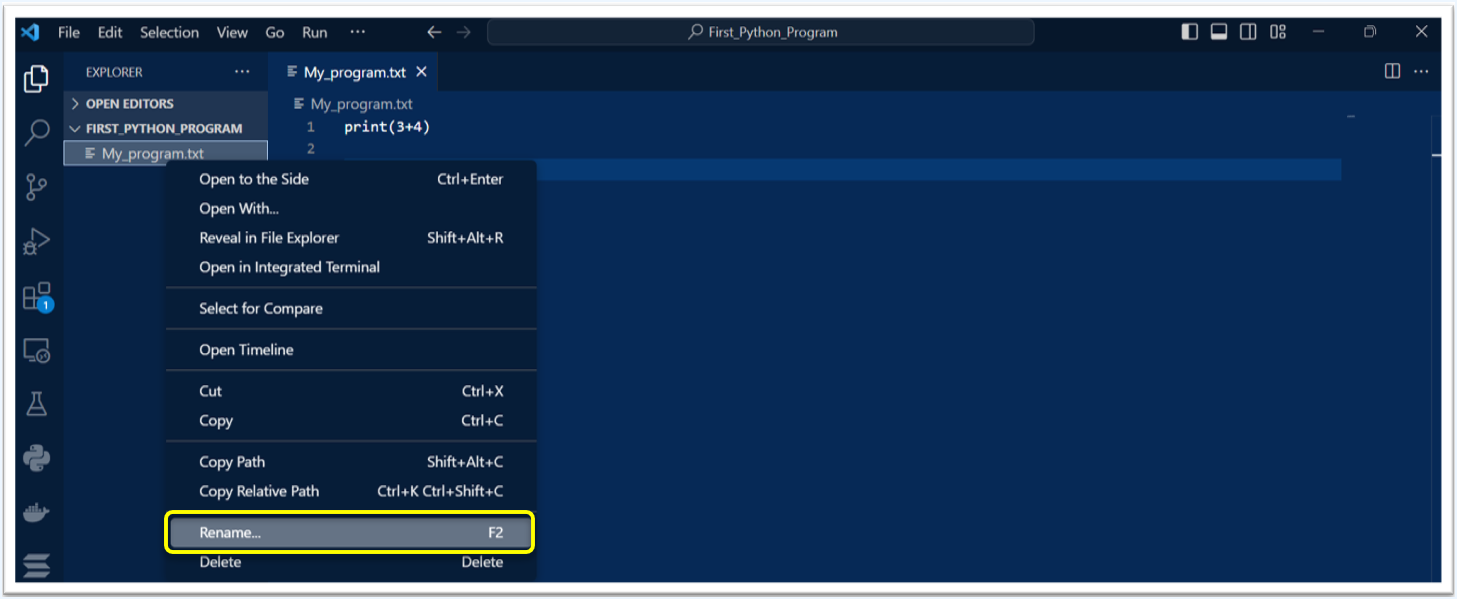 File Edit Selection View Go Run ··· First_Python_Program
EXPLORER ···
My_program.txt
OPEN EDITORS
FIRST_PYTHON_PROGRAM
My_program.txt
My_program.txt
1 print(3+4)
2
Open to the Side Ctrl+Enter
Open With...
Reveal in File Explorer Shift+Alt+R
Open in Integrated Terminal
Select for Compare
Open Timeline
Cut Ctrl+X
Copy Ctrl+C
Copy Path Shift+Alt+C
Copy Relative Path Ctrl+K Ctrl+Shift+C
Rename... F2
Delete Delete
1